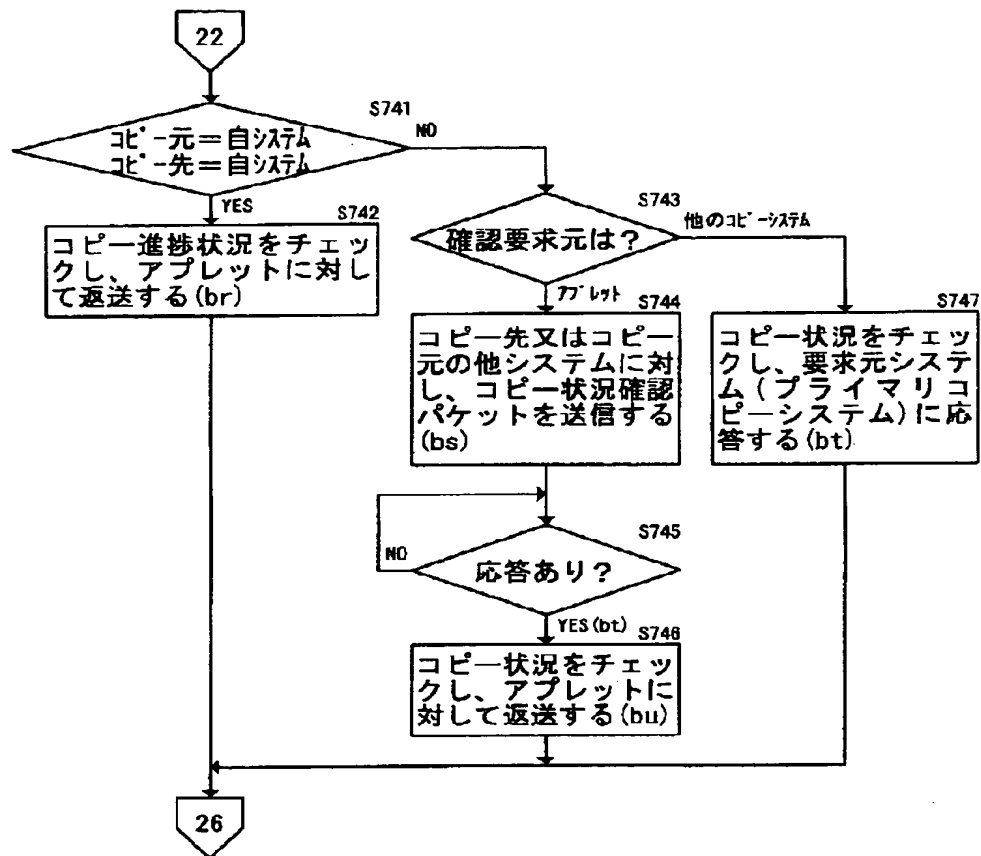 22
S741
コピー元=自システム
コピー先=自システム
NO
YES
S742
コピー進捗状況をチェッ
クし、アプレットに対し
て返送する(br)
S743
確認要求元は?
他のコピーシステム
アプレット
S744
コピー先又はコピー
元の他システムに対
し、コピー状況確認
パケットを送信する
(bs)
S747
コピー状況をチェッ
クし、要求元システ
ム(プライマリコ
ピーシステム)に応
答する(bt)
S745
NO
応答あり?
YES(bt)
S746
コピー状況をチェッ
クし、アプレットに
対して返送する(bu)
26